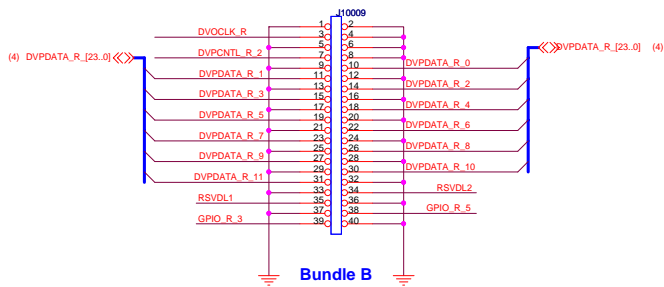 J10009
1 2
DVOCLK_R 3 4
5 6
DVPCNTL_R_2 7 8
(4) DVPDATA_R_[23..0] DVPDATA_R_[23..0] (4)
9 10 DVPDATA_R_0
DVPDATA_R_1 11 12
13 14 DVPDATA_R_2
DVPDATA_R_3 15 16
17 18 DVPDATA_R_4
DVPDATA_R_5 19 20
21 22 DVPDATA_R_6
DVPDATA_R_7 23 24
25 26 DVPDATA_R_8
DVPDATA_R_9 27 28
29 30 DVPDATA_R_10
DVPDATA_R_11 31 32
33 34 RSVDL2
RSVDL1 35 36
37 38 GPIO_R_5
GPIO_R_3 39 40
Bundle B